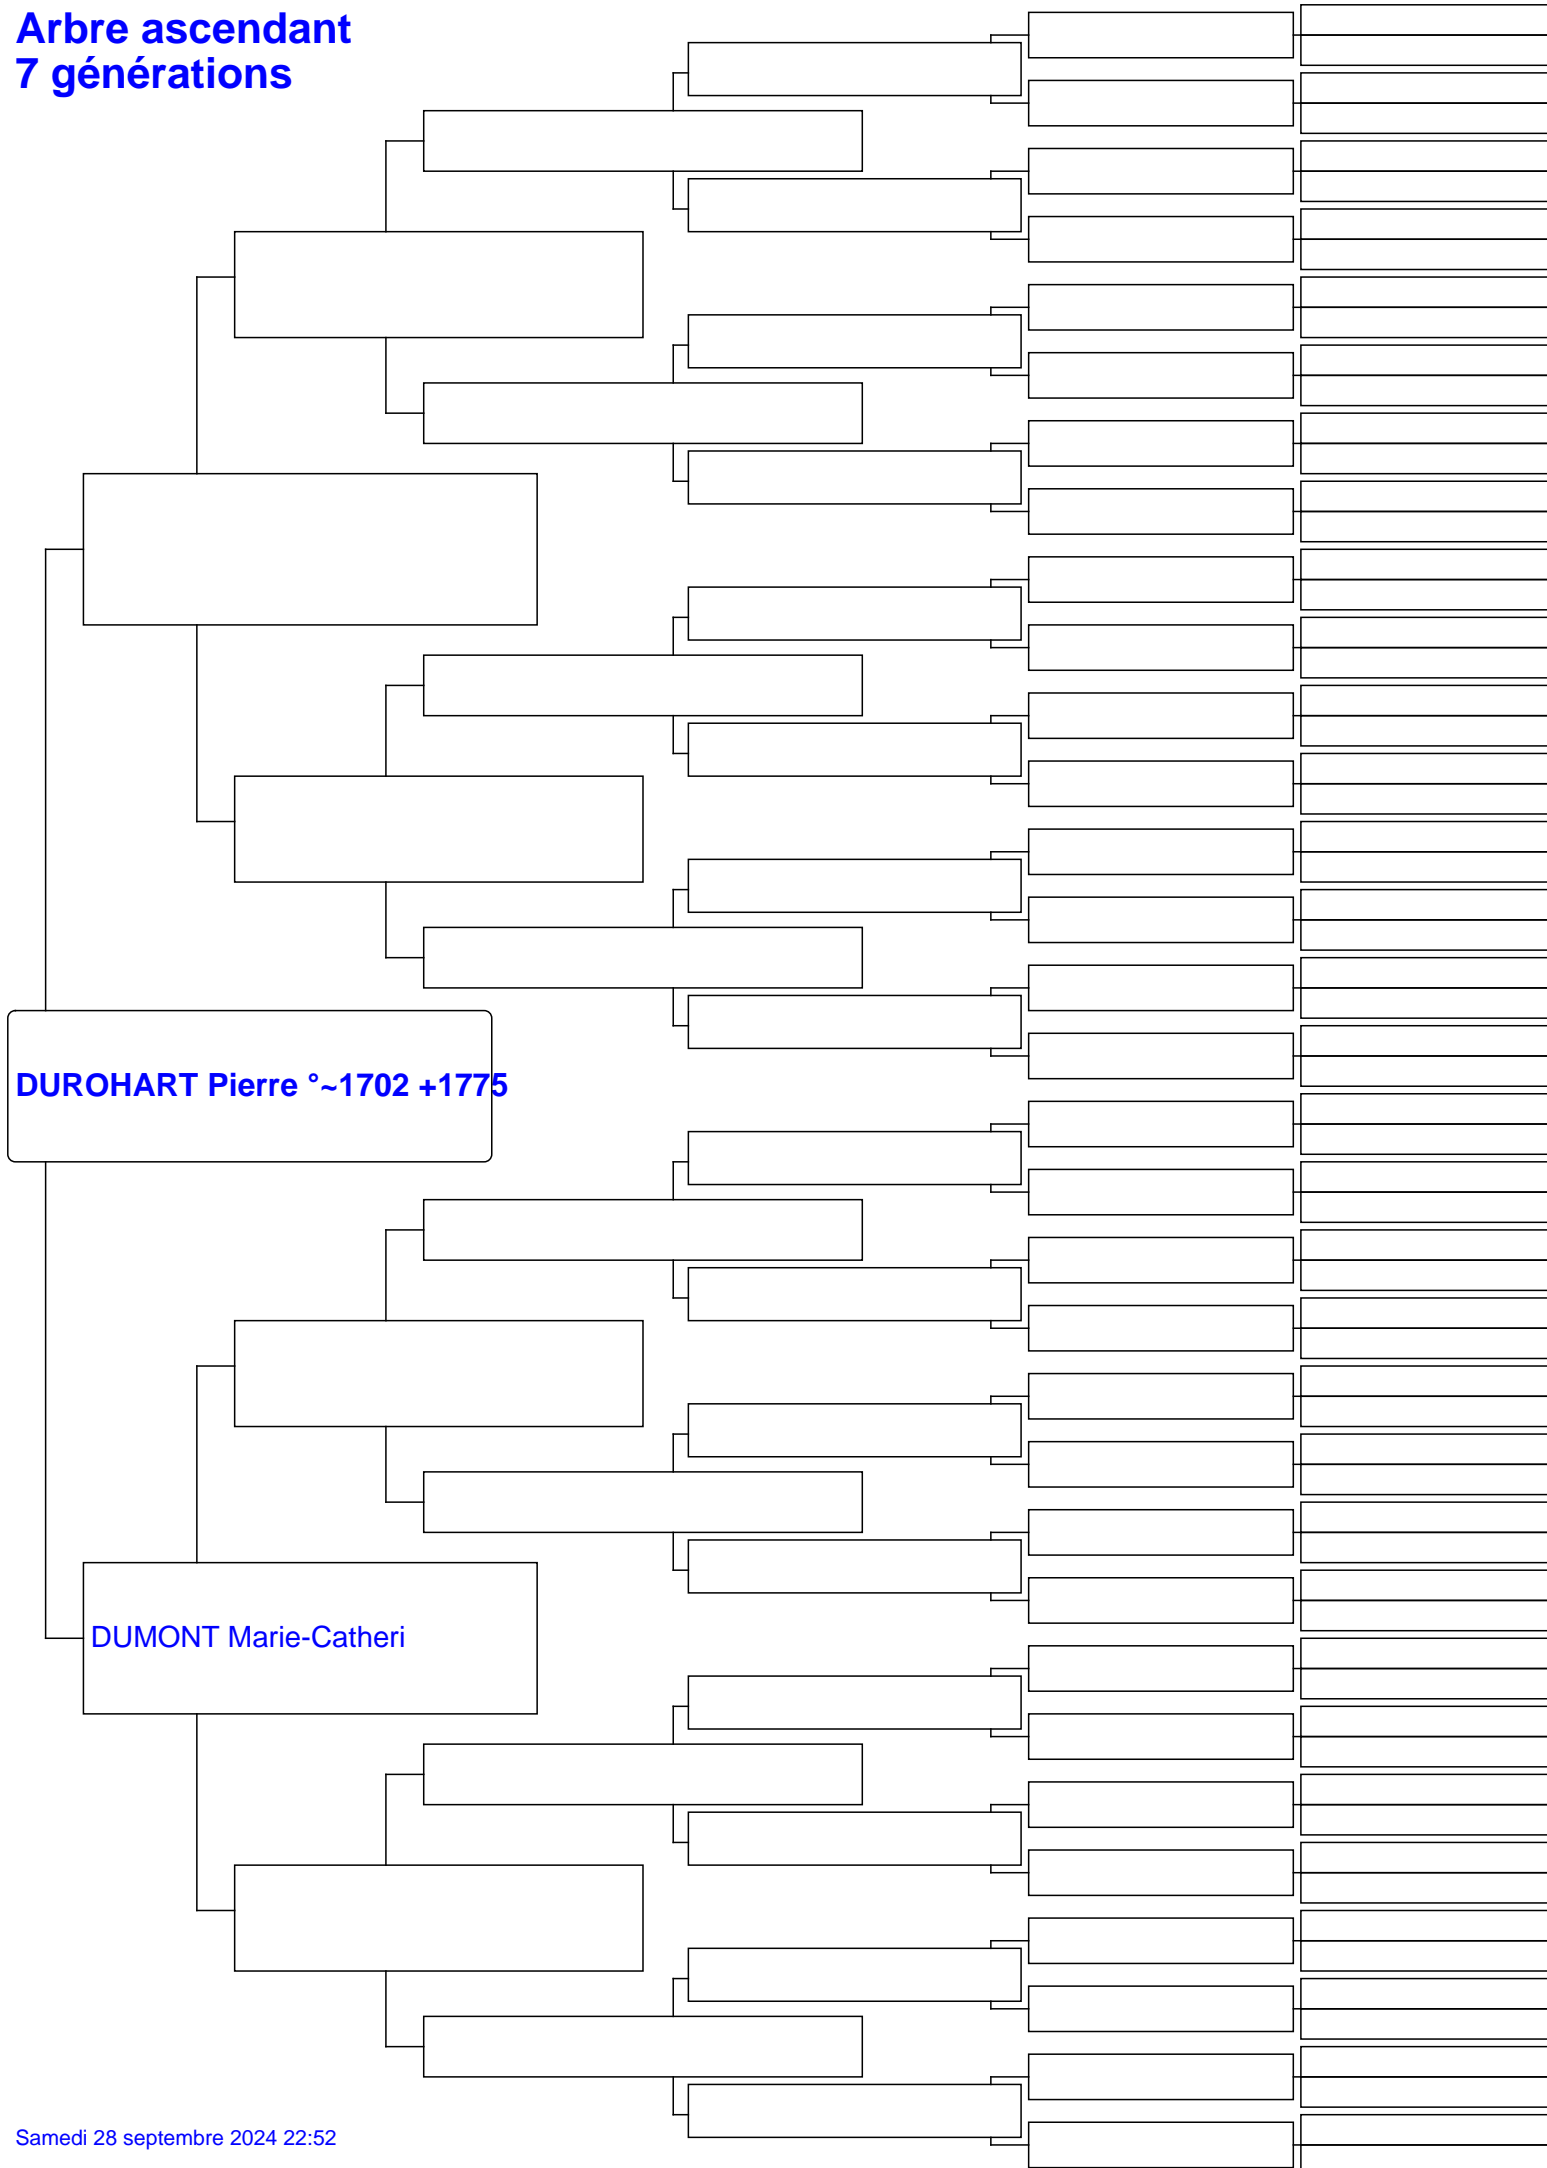 Arbre ascendant
7 générations
DUROHART Pierre °~1702 +1775
DUMONT Marie-Catheri
Samedi 28 septembre 2024 22:52